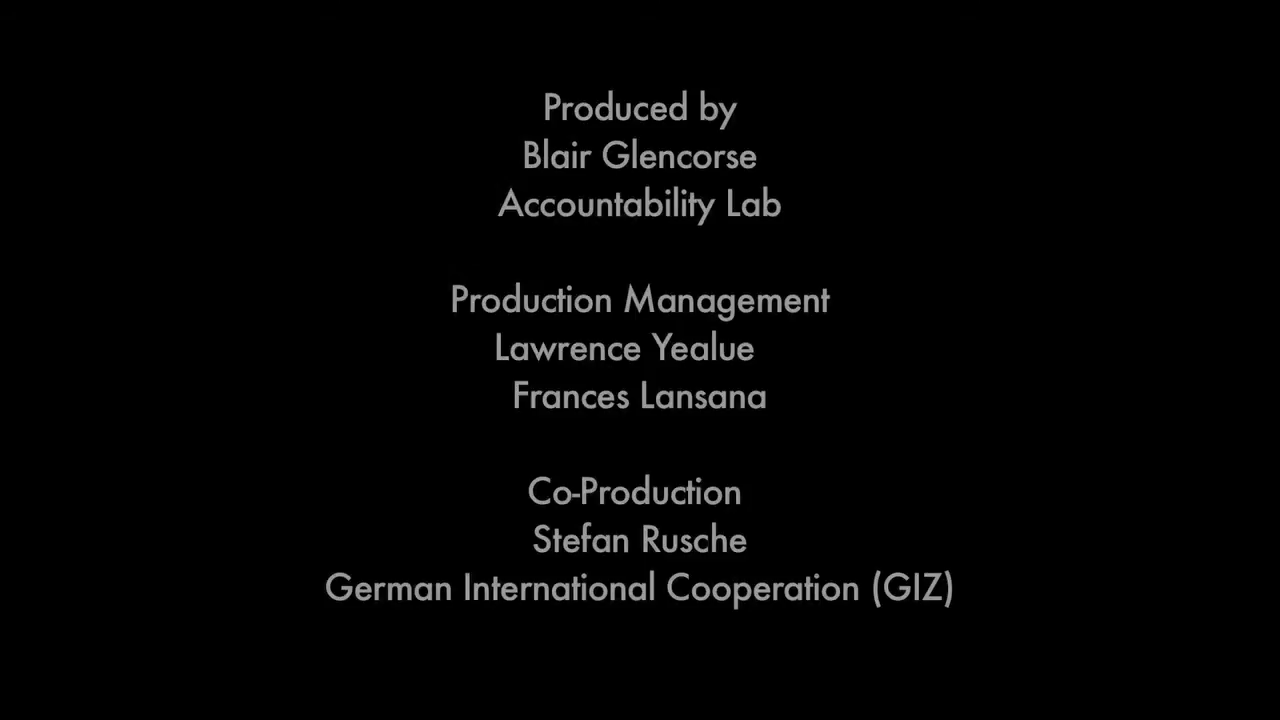 Produced by
Blair Glencorse
Accountability Lab
Production Management
Lawrence Yealue
Frances Lansana
Co-Production
Stefan Rusche
German International Cooperation (GIZ)